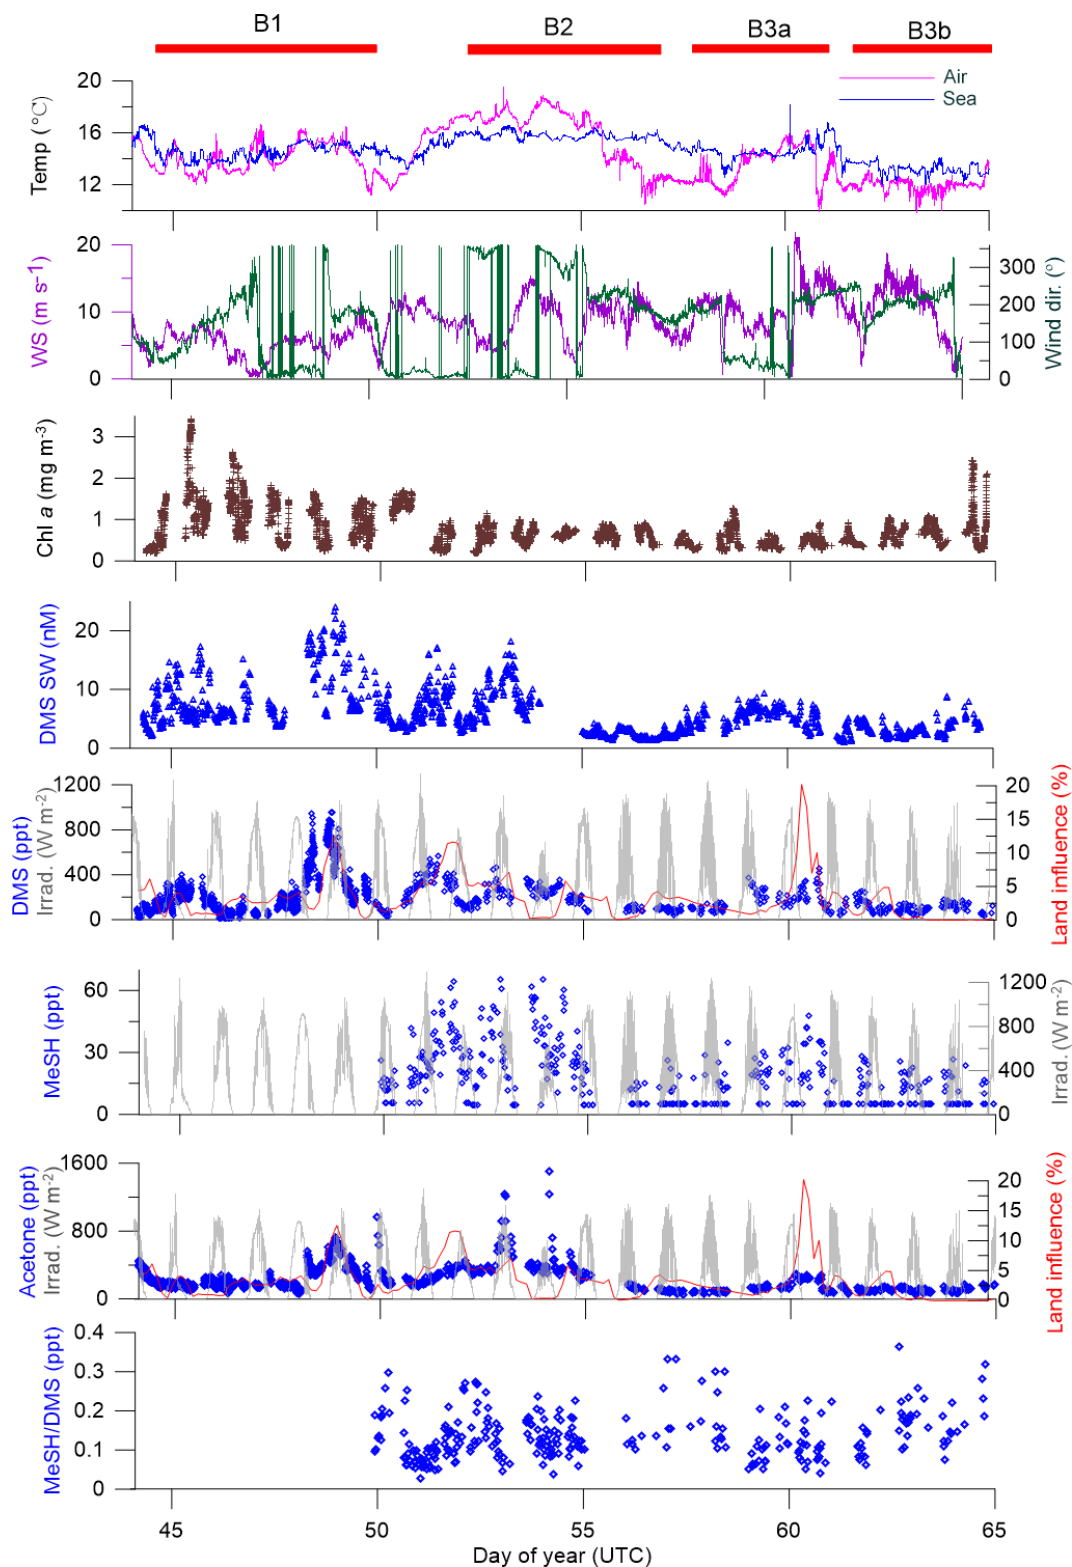 B1 B2 B3a B3b
Air
Sea
Temp (°C)
20
16
12
WS (m s-1)
20
10
0
300
200
100
0
Wind dir. (°)
Chl a (mg m-3)
3
2
1
0
DMS SW (nM)
20
10
0
DMS (ppt)
Irrad. (W m-2)
1200
800
400
0
20
15
10
5
0
Land influence (%)
MeSH (ppt)
60
30
0
1200
800
400
0
Irrad. (W m-2)
Acetone (ppt)
Irrad. (W m-2)
1600
800
0
20
15
10
5
0
Land influence (%)
MeSH/DMS (ppt)
0.4
0.3
0.2
0.1
0
45 50 55 60 65
Day of year (UTC)